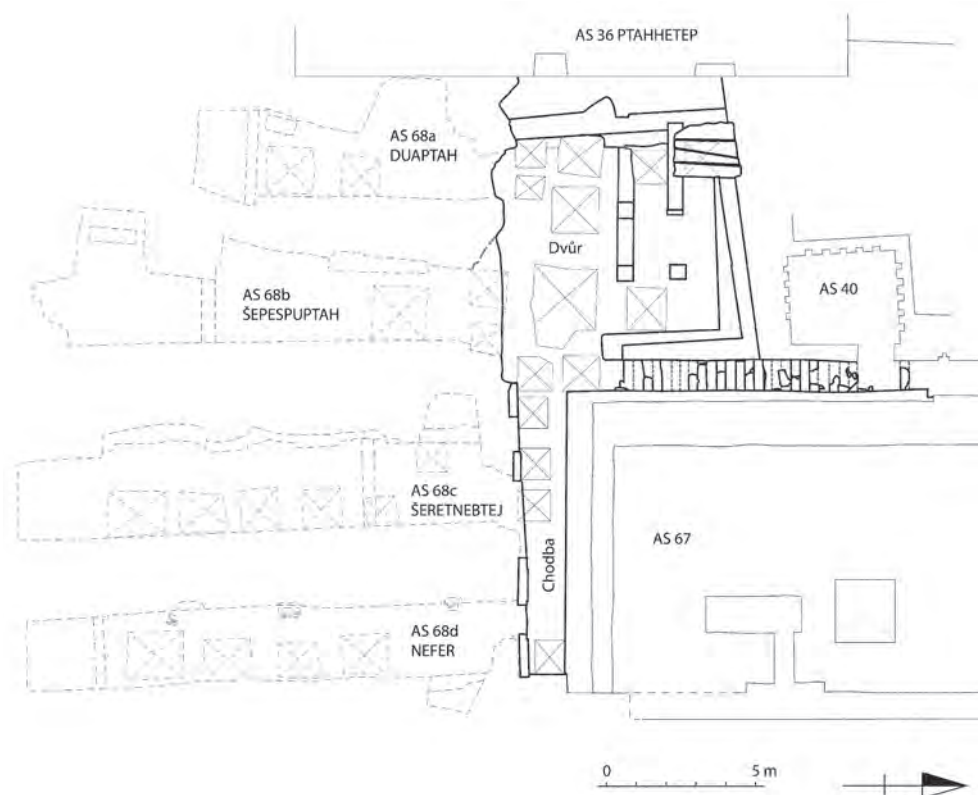 AS 36 PTAHHETEP
AS 68a
DUAPTAH
Dvůr
AS 68b
ŠEPESPUPTAH
AS 40
AS 68c
ŠERETNEBTEJ
Chodba
AS 67
AS 68d
NEFER
0
5 m